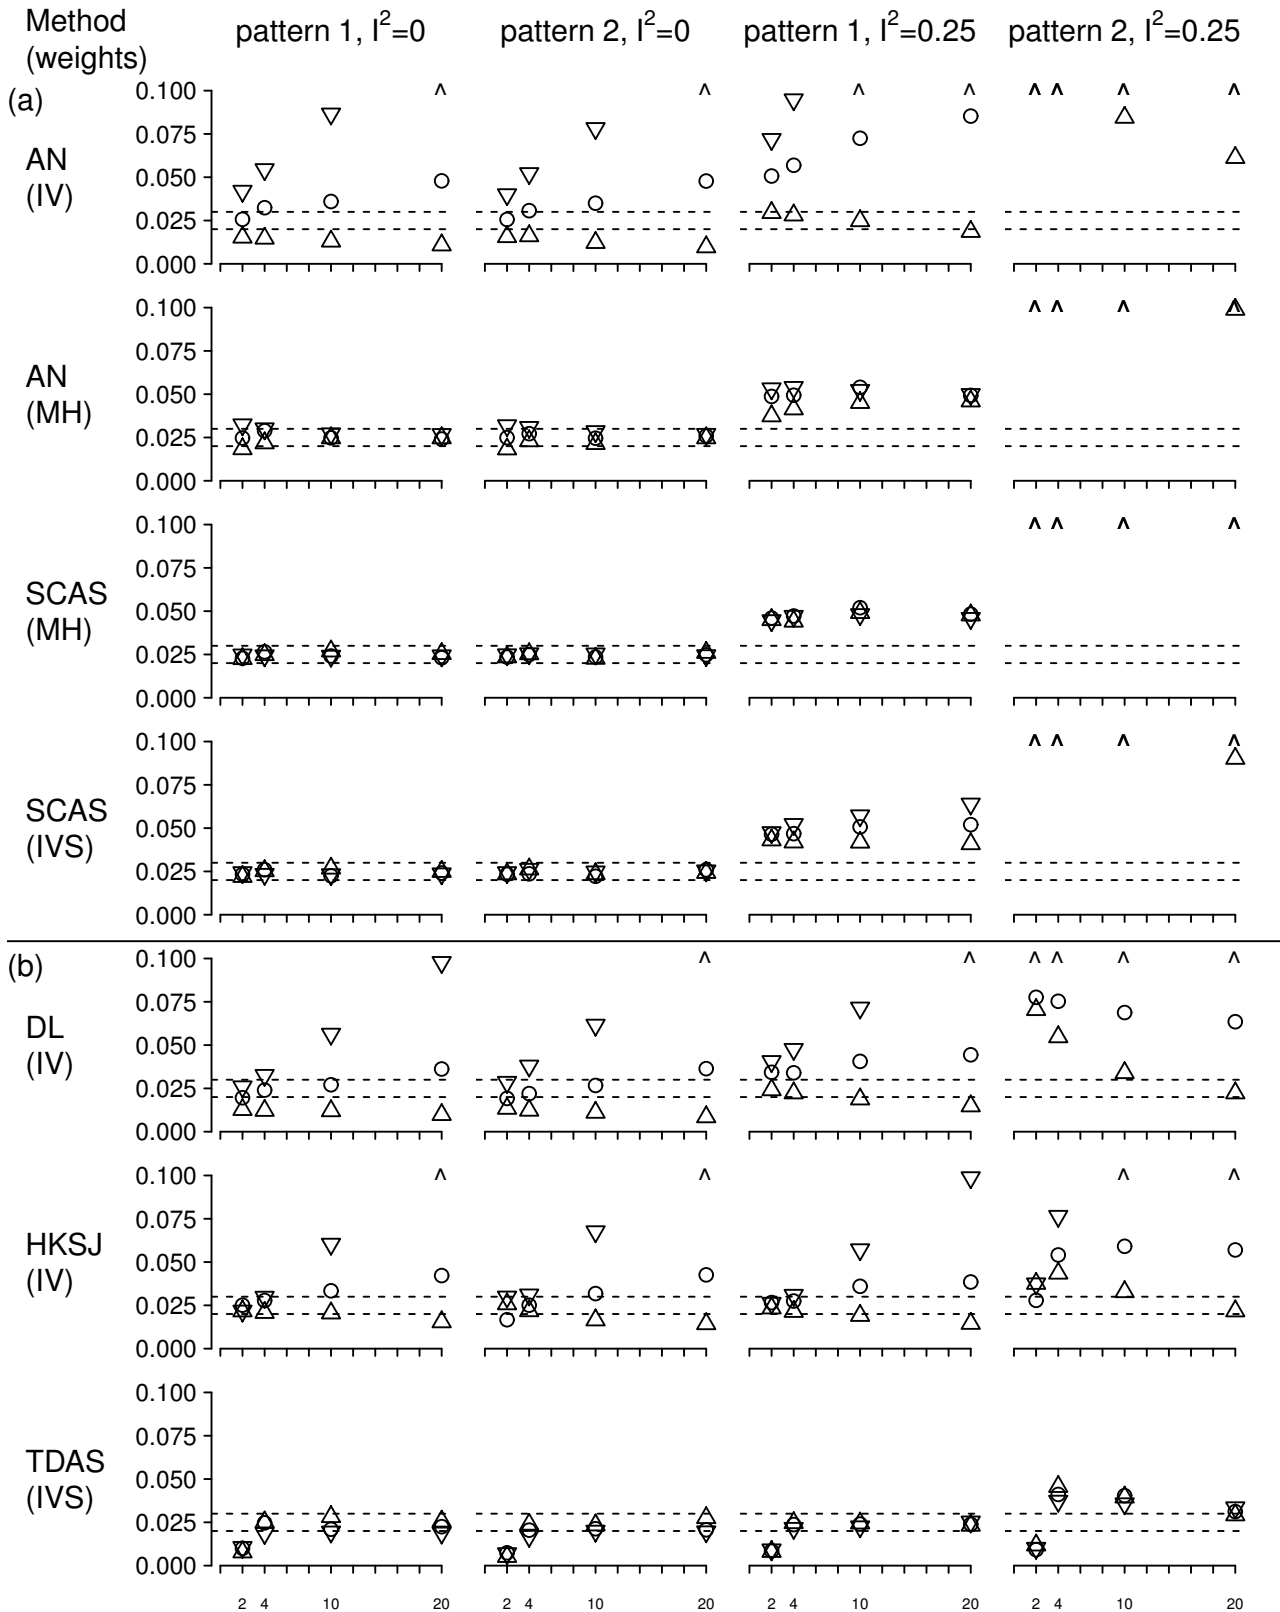 Method
(weights)
pattern 1, I²=0
pattern 2, I²=0
pattern 1, I²=0.25
pattern 2, I²=0.25
(a)
AN
(IV)
0.100
0.075
0.050
0.025
0.000
AN
(MH)
0.100
0.075
0.050
0.025
0.000
SCAS
(MH)
0.100
0.075
0.050
0.025
0.000
SCAS
(IVS)
0.100
0.075
0.050
0.025
0.000
(b)
DL
(IV)
0.100
0.075
0.050
0.025
0.000
HKSJ
(IV)
0.100
0.075
0.050
0.025
0.000
TDAS
(IVS)
0.100
0.075
0.050
0.025
0.000
2 4 10 20
2 4 10 20
2 4 10 20
2 4 10 20